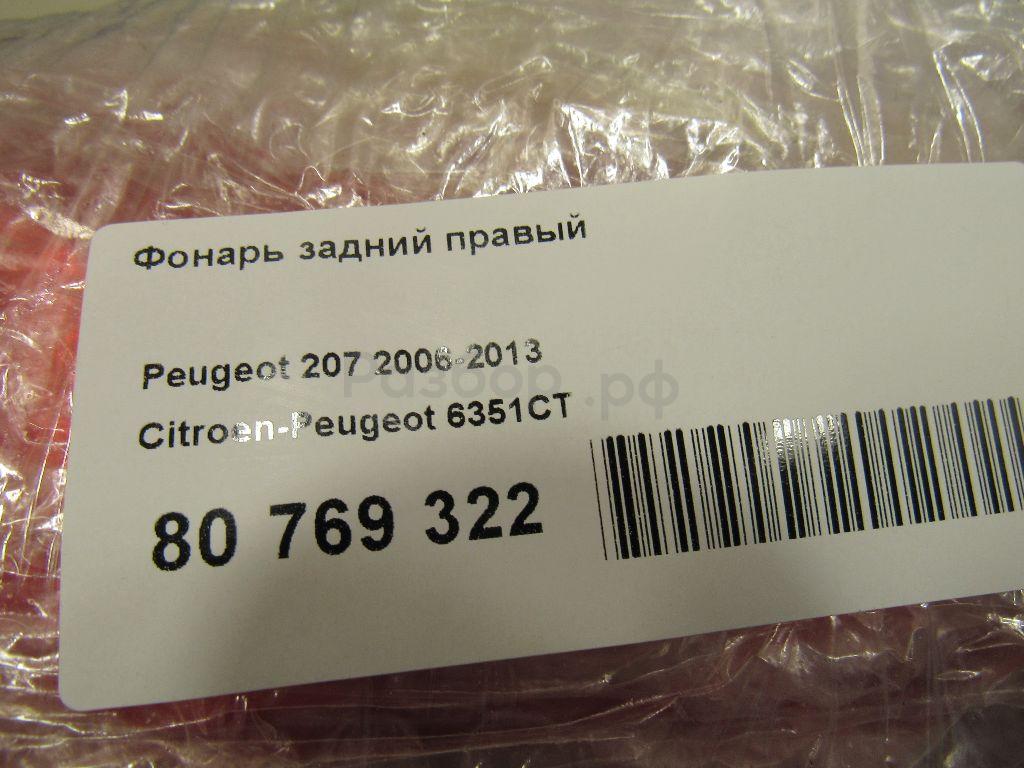 Фонарь задний правый
Peugeot 207 2006-2013
Разбор.рф
Citroen-Peugeot 6351CT
80 769 322